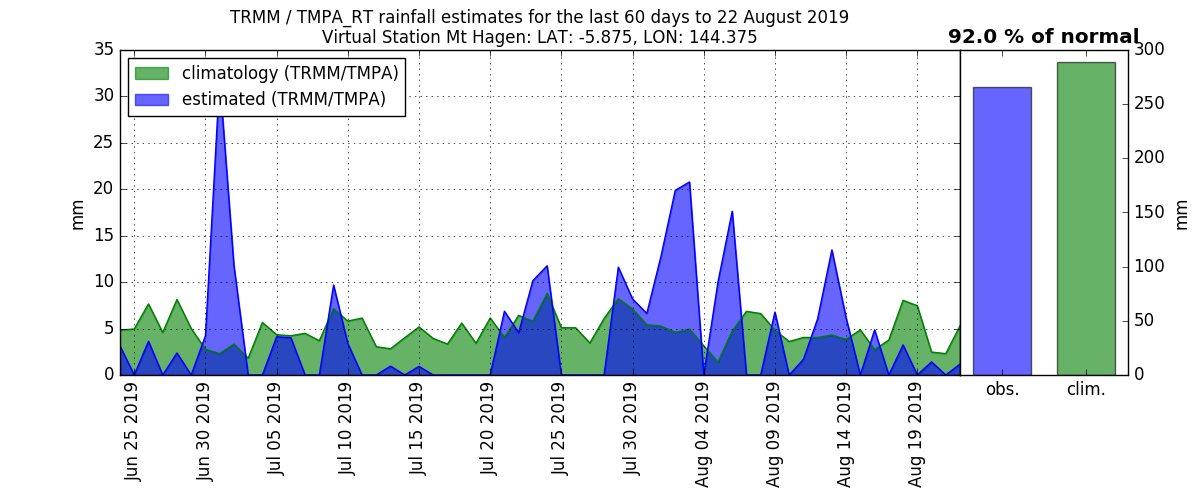 TRMM / TMPA_RT rainfall estimates for the last 60 days to 22 August 2019
Virtual Station Mt Hagen: LAT: -5.875, LON: 144.375
92.0 % of normal
climatology (TRMM/TMPA)
estimated (TRMM/TMPA)
35
30
25
20
15
10
5
0
mm
Jun 25 2019
Jun 30 2019
Jul 05 2019
Jul 10 2019
Jul 15 2019
Jul 20 2019
Jul 25 2019
Jul 30 2019
Aug 04 2019
Aug 09 2019
Aug 14 2019
Aug 19 2019
obs.
clim.
300
250
200
150
100
50
0
mm